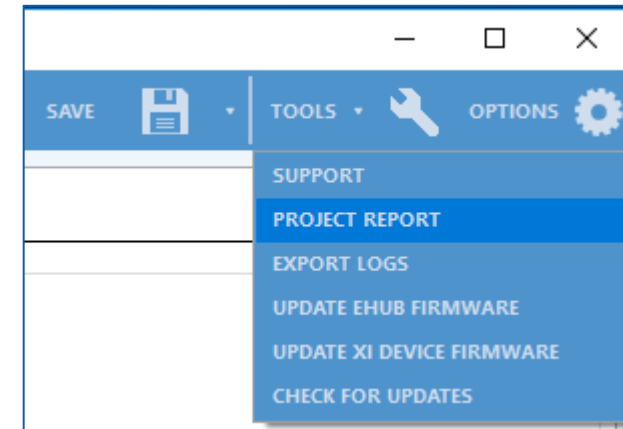 SAVE TOOLS OPTIONS
SUPPORT
PROJECT REPORT
EXPORT LOGS
UPDATE EHUB FIRMWARE
UPDATE XI DEVICE FIRMWARE
CHECK FOR UPDATES